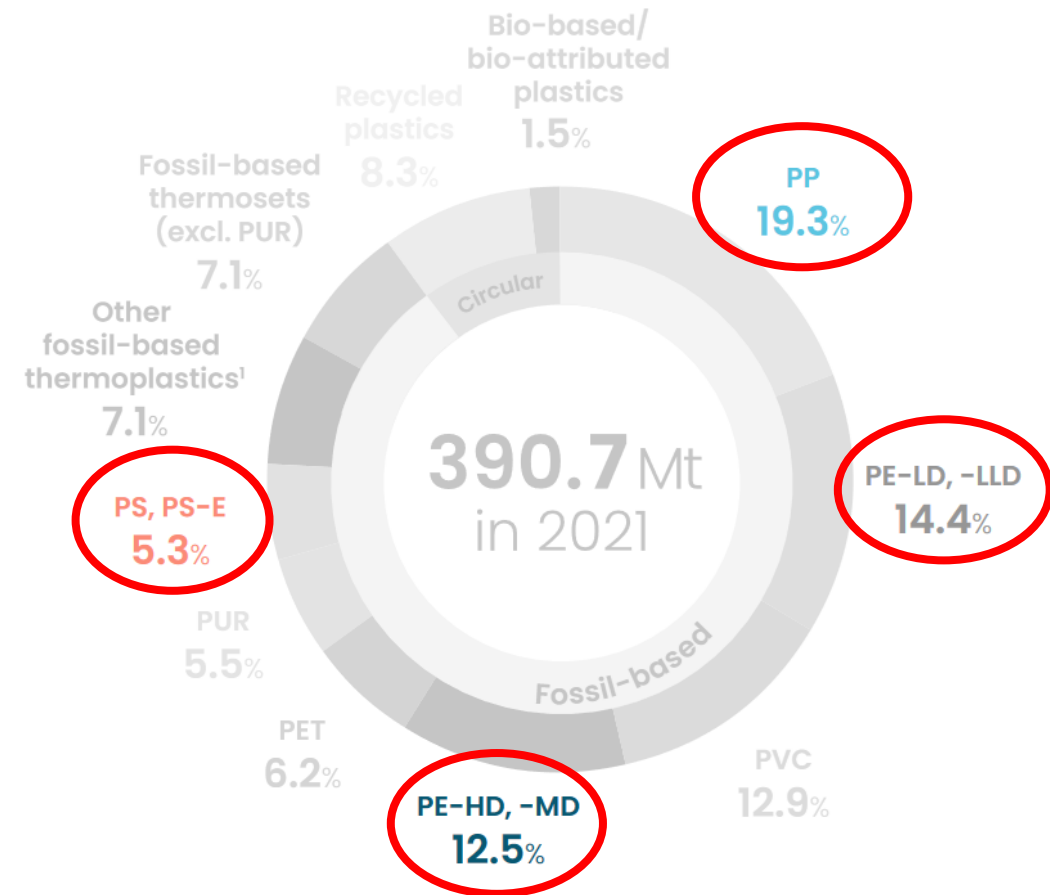 Bio-based/
bio-attributed
plastics
1.5%
PP
19.3%
PE-LD, -LLD
14.4%
PVC
12.9%
PE-HD, -MD
12.5%
PET
6.2%
PUR
5.5%
PS, PS-E
5.3%
Other
fossil-based
thermoplastics¹
7.1%
Fossil-based
thermosets
(excl. PUR)
7.1%
Recycled
plastics
8.3%
Circular
390.7 Mt
in 2021
Fossil-based